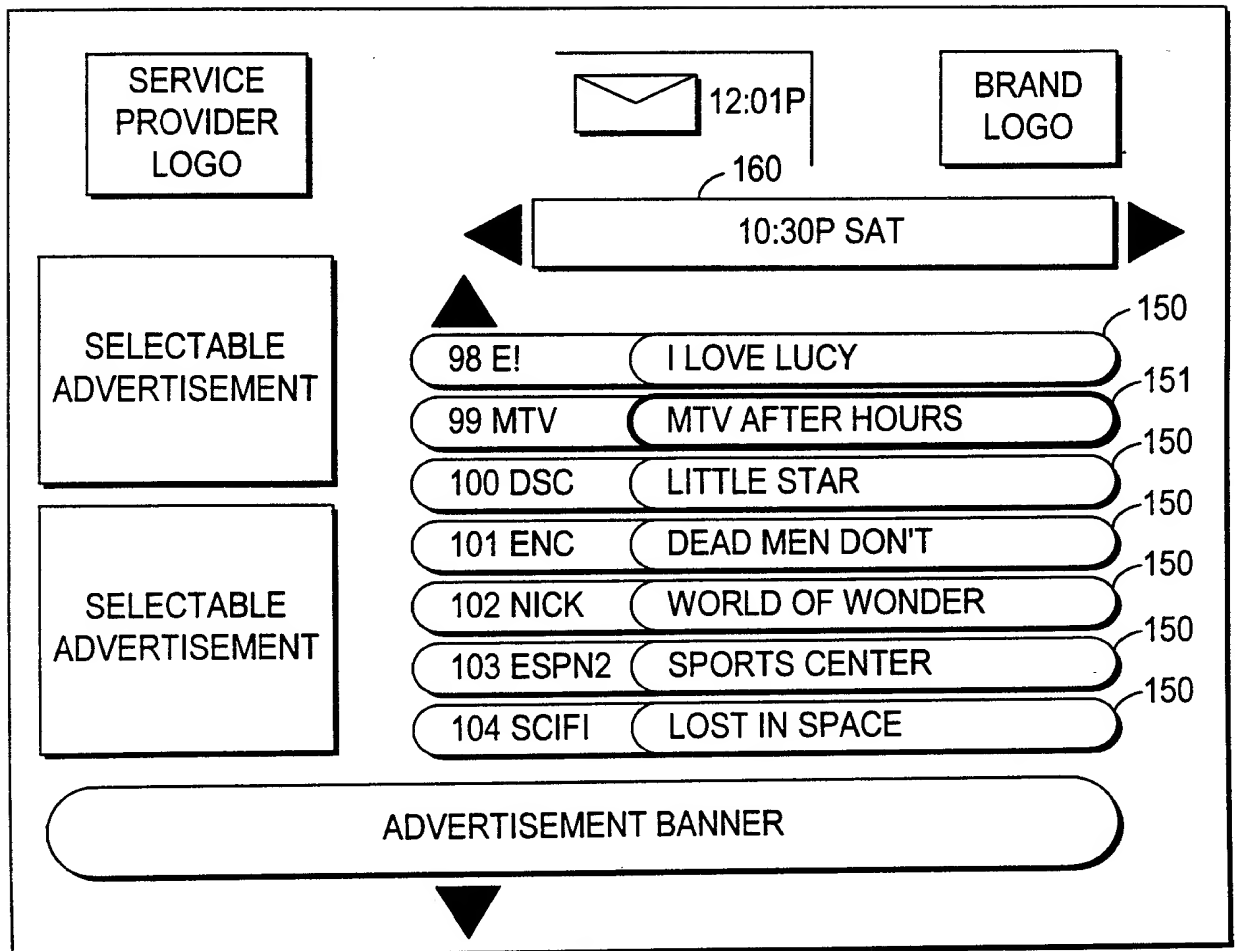 SERVICE
PROVIDER
LOGO
12:01P
BRAND
LOGO
160
10:30P SAT
SELECTABLE
ADVERTISEMENT
150
98 E! I LOVE LUCY
151
99 MTV MTV AFTER HOURS
150
100 DSC LITTLE STAR
150
101 ENC DEAD MEN DON'T
150
102 NICK WORLD OF WONDER
150
103 ESPN2 SPORTS CENTER
150
104 SCIFI LOST IN SPACE
SELECTABLE
ADVERTISEMENT
ADVERTISEMENT BANNER